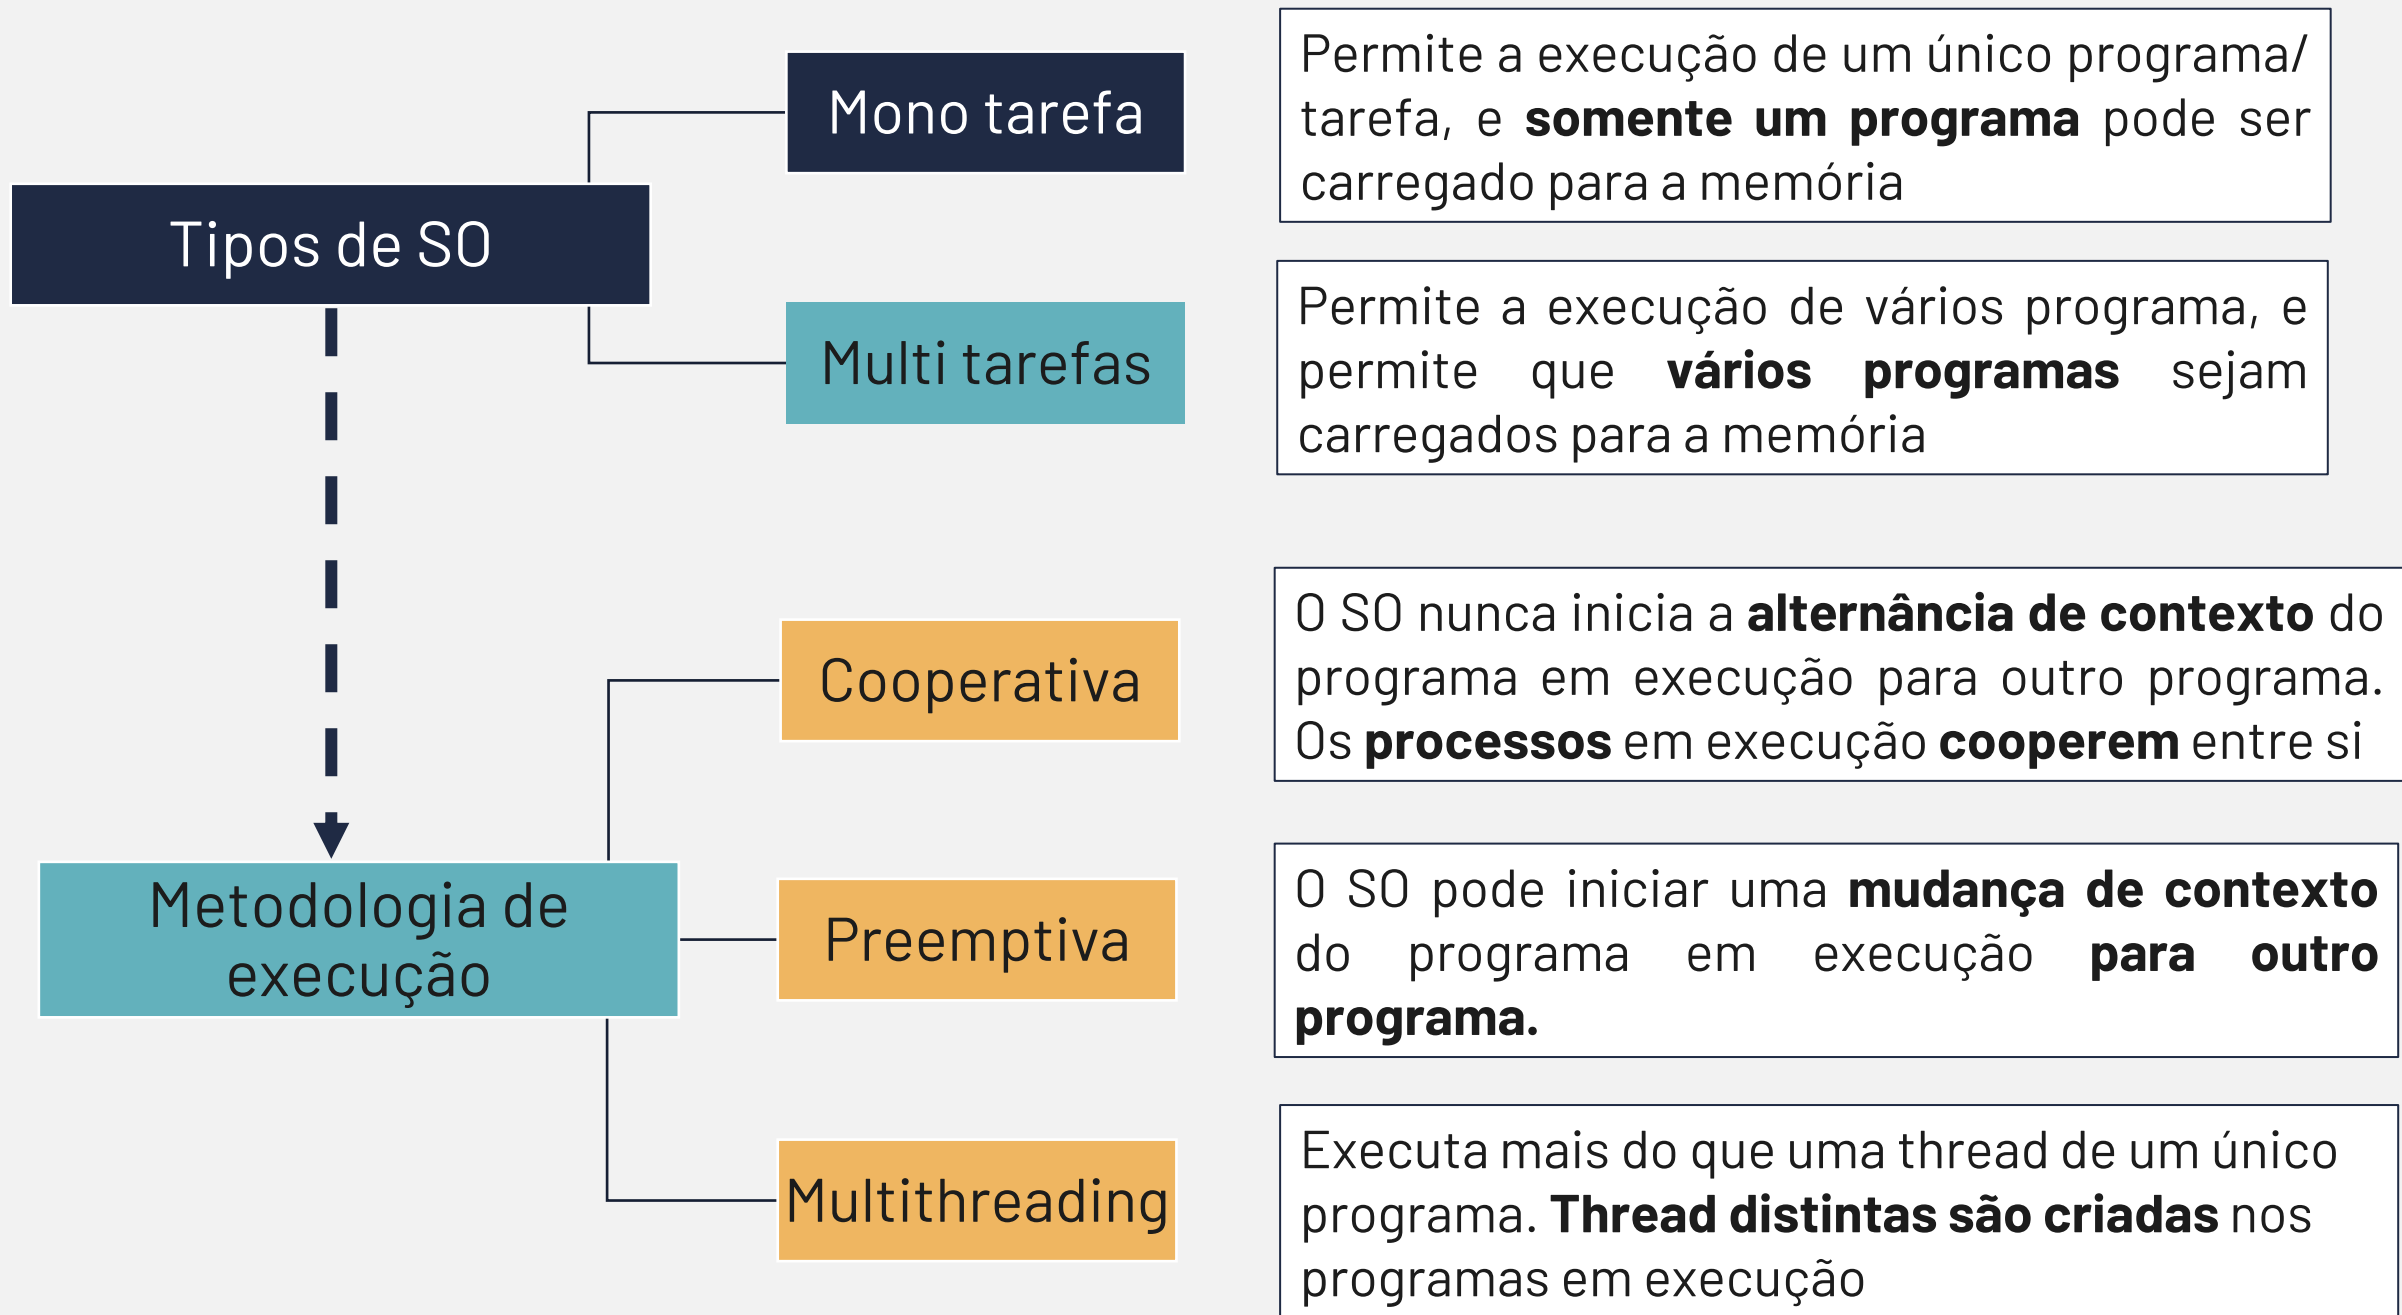 Tipos de SO
Mono tarefa
Permite a execução de um único programa/
tarefa, e somente um programa pode ser
carregado para a memória
Multi tarefas
Permite a execução de vários programa, e
permite que vários programas sejam
carregados para a memória
Metodologia de
execução
Cooperativa
O SO nunca inicia a alternância de contexto do
programa em execução para outro programa.
Os processos em execução cooperem entre si
Preemptiva
O SO pode iniciar uma mudança de contexto
do programa em execução para outro
programa.
Multithreading
Executa mais do que uma thread de um único
programa. Thread distintas são criadas nos
programas em execução